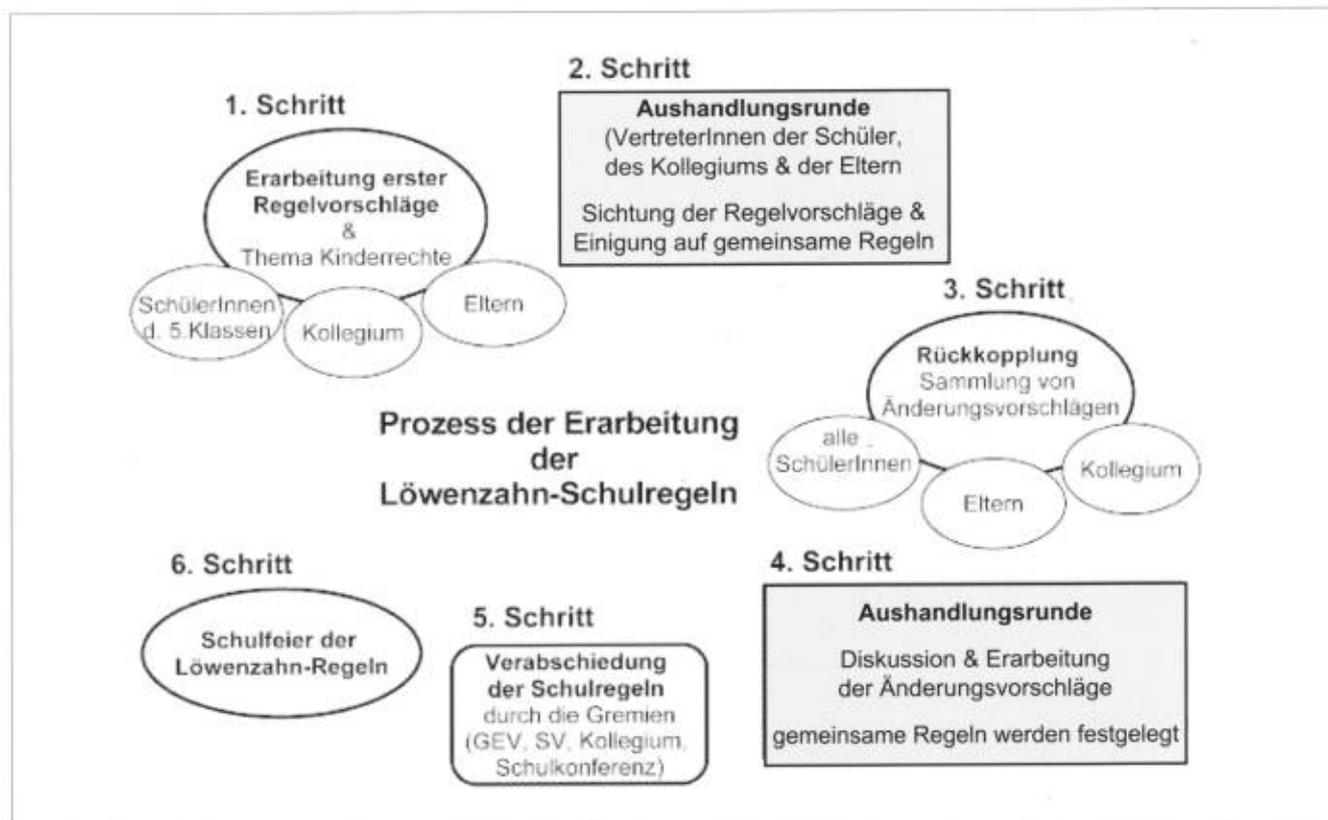 1. Schritt
Erarbeitung erster
Regelvorschläge
&
Thema Kinderrechte
SchülerInnen
d. 5.Klassen
Kollegium
Eltern
2. Schritt
Aushandlungsrunde
(VertreterInnen der Schüler,
des Kollegiums & der Eltern
Sichtung der Regelvorschläge &
Einigung auf gemeinsame Regeln
3. Schritt
Rückkopplung
Sammlung von
Änderungsvorschlägen
alle
SchülerInnen
Eltern
Kollegium
Prozess der Erarbeitung
der
Löwenzahn-Schulregeln
4. Schritt
Aushandlungsrunde
Diskussion & Erarbeitung
der Änderungsvorschläge
gemeinsame Regeln werden festgelegt
5. Schritt
Verabschiedung
der Schulregeln
durch die Gremien
(GEV, SV, Kollegium,
Schulkonferenz)
6. Schritt
Schulfeier der
Löwenzahn-Regeln